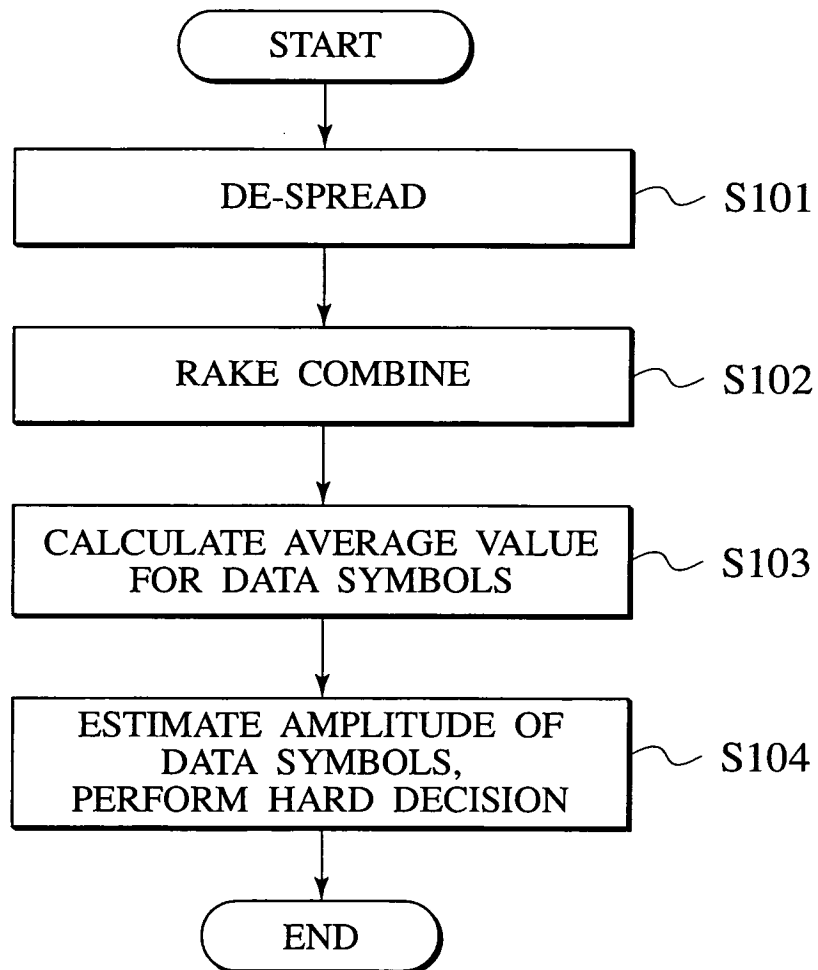 START
DE-SPREAD
S101
RAKE COMBINE
S102
CALCULATE AVERAGE VALUE
FOR DATA SYMBOLS
S103
ESTIMATE AMPLITUDE OF
DATA SYMBOLS,
PERFORM HARD DECISION
S104
END